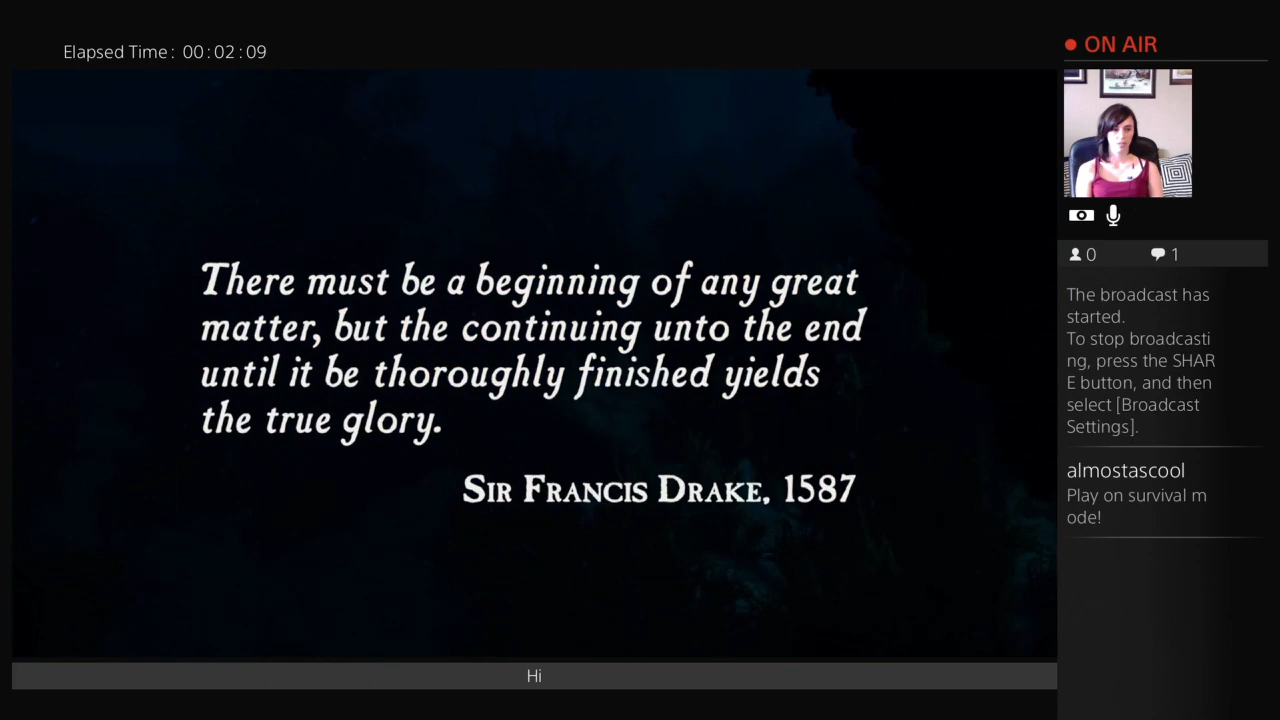 Elapsed Time: 00:02:09
ON AIR
There must be a beginning of any great
matter, but the continuing unto the end
until it be thoroughly finished yields
the true glory.
SIR FRANCIS DRAKE, 1587
0 1
The broadcast has
started.
To stop broadcasti
ng, press the SHAR
E button, and then
select [Broadcast
Settings].
almostascool
Play on survival m
ode!
Hi